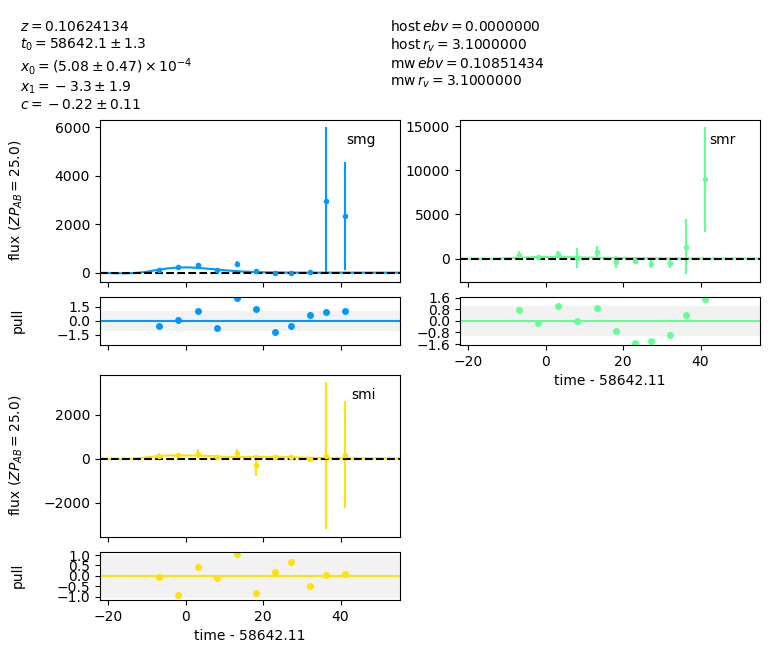 z = 0.10624134
t₀ = 58642.1 ± 1.3
x₀ = (5.08 ± 0.47) × 10⁻⁴
x₁ = −3.3 ± 1.9
c = −0.22 ± 0.11
host ebv = 0.0000000
host r_v = 3.1000000
mw ebv = 0.10851434
mw r_v = 3.1000000
flux (ZP_AB = 25.0)
6000
4000
2000
0
smg
15000
10000
5000
0
smr
pull
1.5
0.0
−1.5
1.6
0.8
0.0
−0.8
−1.6
−20
0
20
40
time - 58642.11
flux (ZP_AB = 25.0)
2000
0
−2000
smi
pull
1.0
0.5
0.0
−0.5
−1.0
−20
0
20
40
time - 58642.11